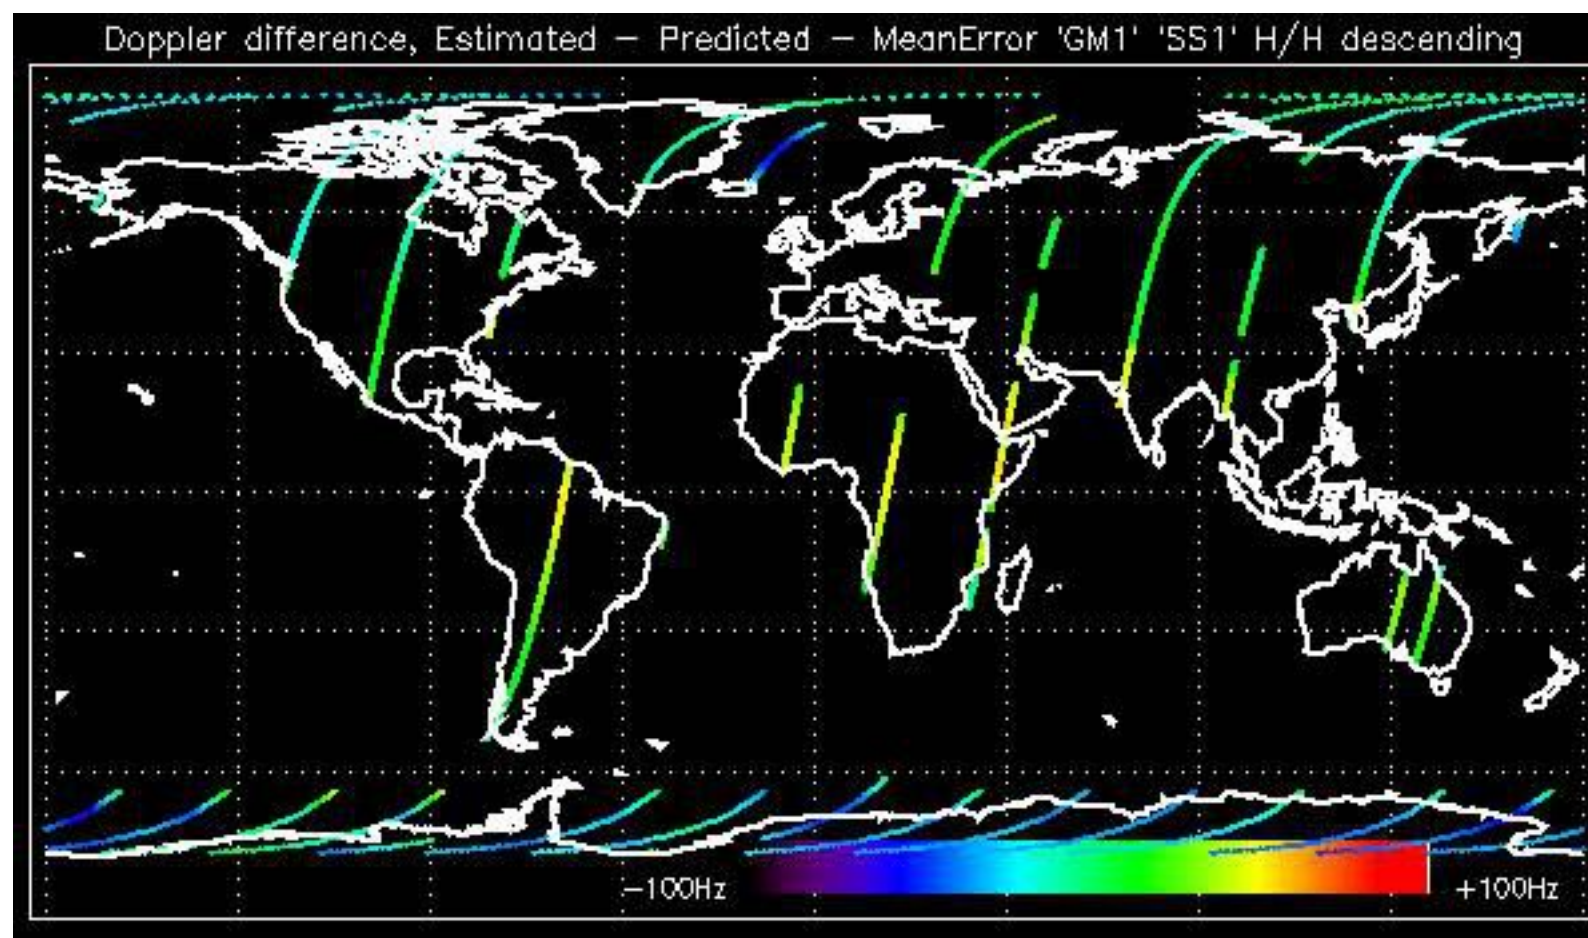 Doppler difference, Estimated – Predicted – MeanError 'GM1' 'SS1' H/H descending
–100Hz +100Hz